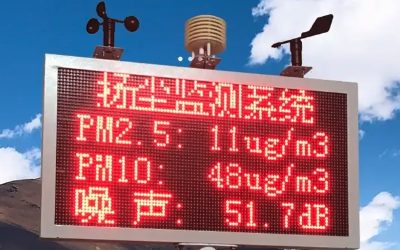 扬尘监测系统
PM2.5: 11ug/m3
PM10: 48ug/m3
噪声: 51.7dB